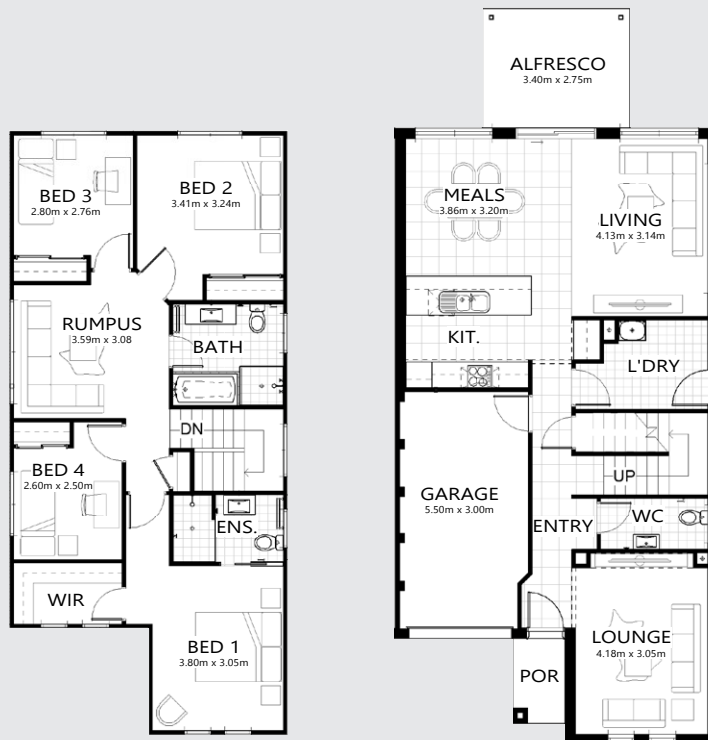 BED 3
2.80m x 2.76m
BED 2
3.41m x 3.24m
RUMPUS
3.59m x 3.08
BATH
DN
BED 4
2.60m x 2.50m
ENS.
WIR
BED 1
3.80m x 3.05m
ALFRESCO
3.40m x 2.75m
MEALS
3.86m x 3.20m
LIVING
4.13m x 3.14m
KIT.
L'DRY
GARAGE
5.50m x 3.00m
UP
ENTRY
WC
LOUNGE
4.18m x 3.05m
POR